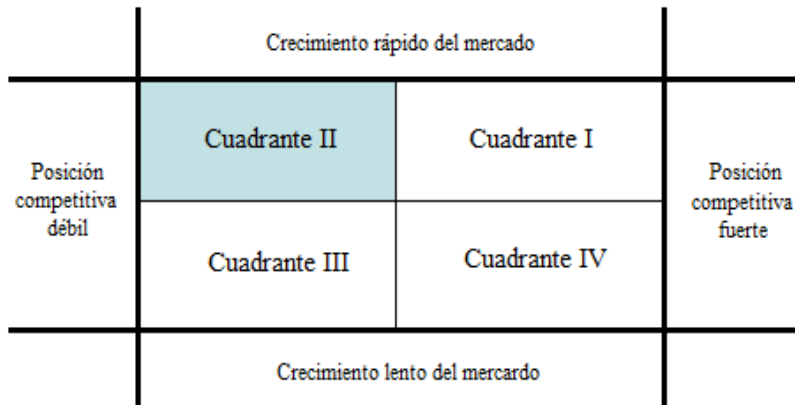 Crecimiento rápido del mercado
Cuadrante II
Cuadrante I
Posición
competitiva
débil
Posición
competitiva
fuerte
Cuadrante III
Cuadrante IV
Crecimiento lento del mercardo